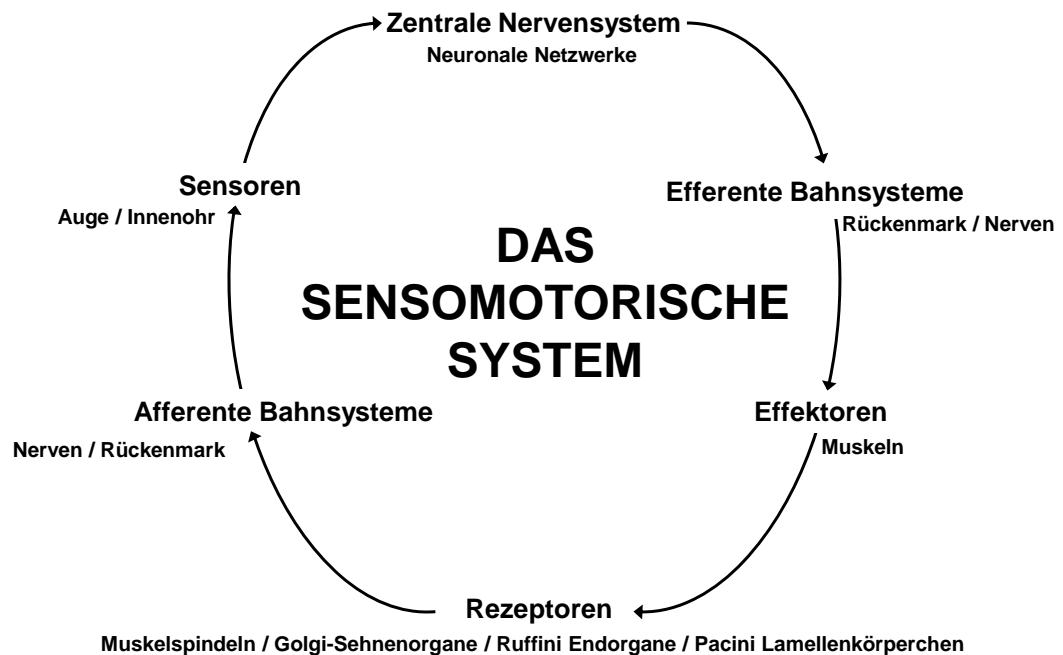 Zentrale Nervensystem
Neuronale Netzwerke
Sensoren
Auge / Innenohr
Efferente Bahnsysteme
Rückenmark / Nerven
DAS
SENSOMOTORISCHE
SYSTEM
Afferente Bahnsysteme
Nerven / Rückenmark
Effektoren
Muskeln
Rezeptoren
Muskelspindeln / Golgi-Sehnenorgane / Ruffini Endorgane / Pacini Lamellenkörperchen